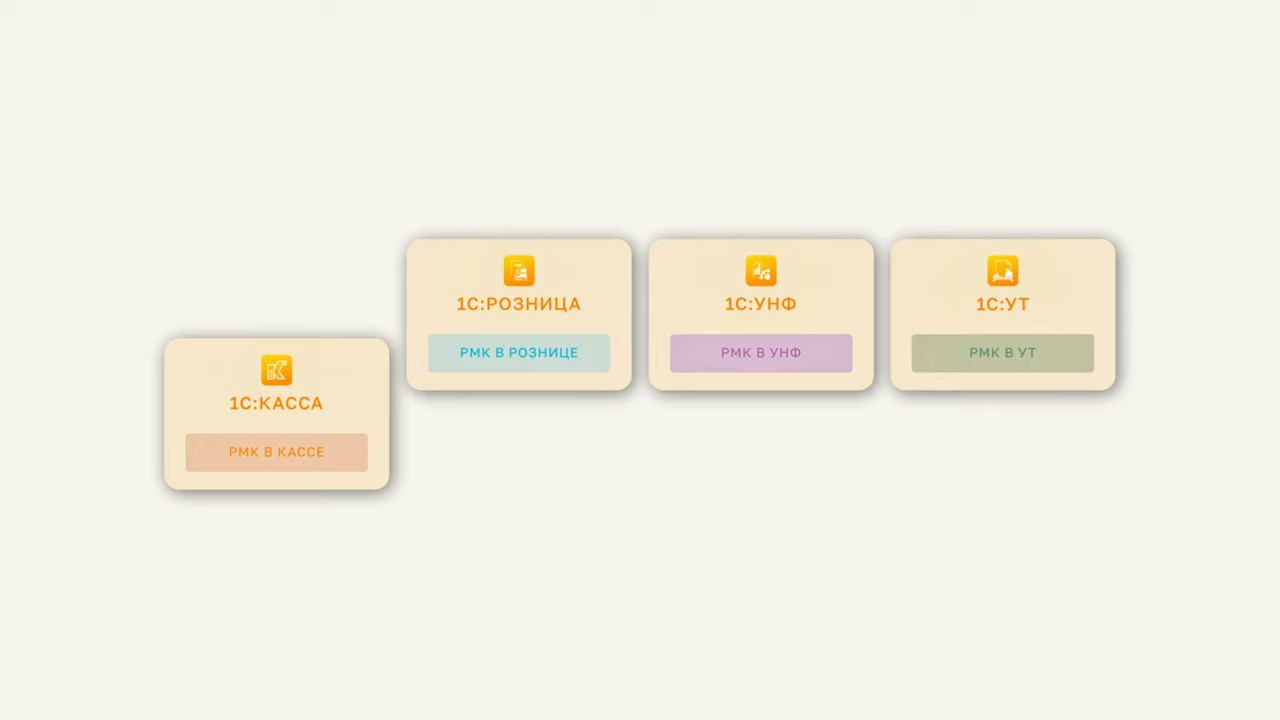 1С:РОЗНИЦА
РМК В РОЗНИЦЕ
1С:УНФ
РМК В УНФ
1С:УТ
РМК В УТ
1С:КАССА
РМК В КАССЕ